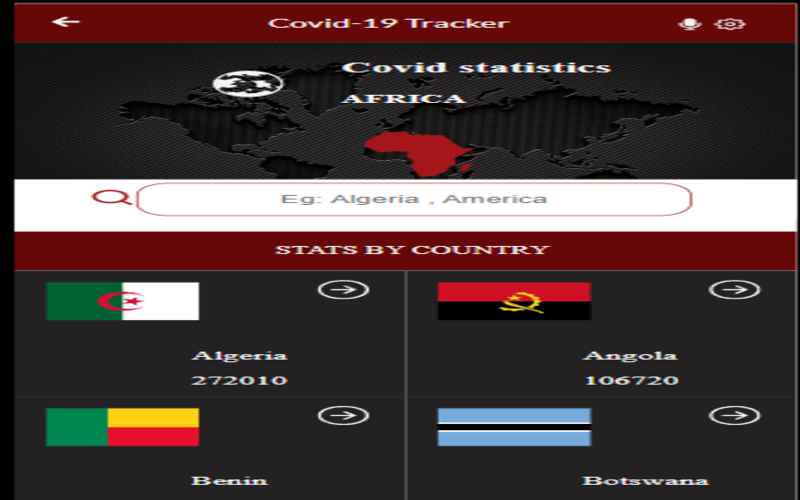 Covid-19 Tracker
Covid statistics
AFRICA
Eg: Algeria , America
STATS BY COUNTRY
Algeria
272010
Angola
106720
Benin
Botswana